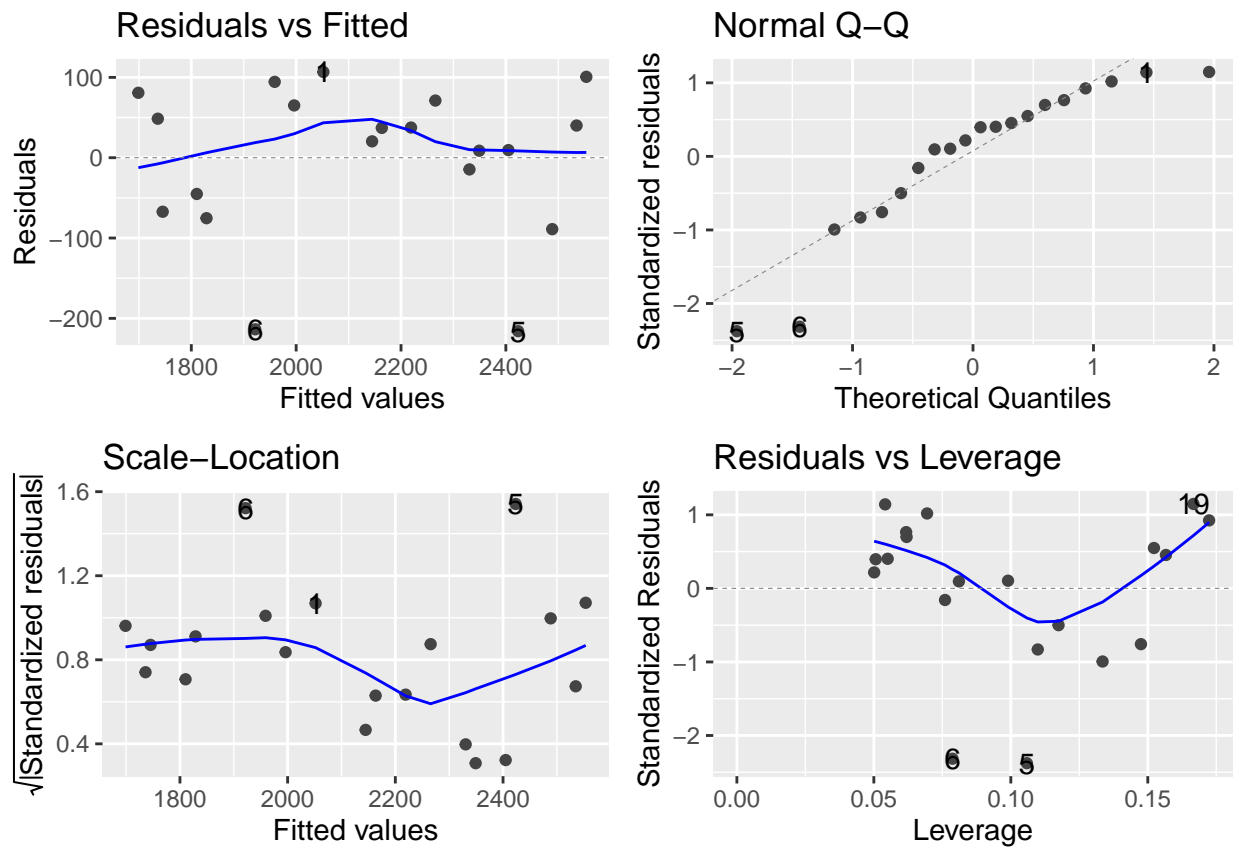 Residuals vs Fitted
Residuals
100
0
−100
−200
1
6
5
1800 2000 2200 2400
Fitted values
Normal Q−Q
Standardized residuals
1
0
−1
−2
1
5
6
−2 −1 0 1 2
Theoretical Quantiles
Scale−Location
√|Standardized residuals|
1.6
1.2
0.8
0.4
6
5
1
1800 2000 2200 2400
Fitted values
Residuals vs Leverage
Standardized Residuals
1
0
−1
−2
19
6
5
0.00 0.05 0.10 0.15
Leverage